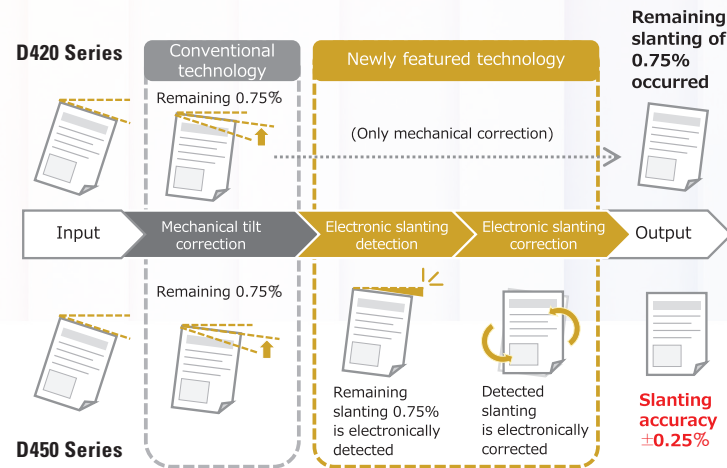 D420 Series
Conventional
technology
Newly featured technology
Remaining
slanting of
0.75%
occurred
Remaining 0.75%
(Only mechanical correction)
Input
Mechanical tilt
correction
Electronic slanting
detection
Electronic slanting
correction
Output
Remaining 0.75%
Remaining
slanting 0.75%
is electronically
detected
Detected
slanting
is electronically
corrected
Slanting
accuracy
±0.25%
D450 Series